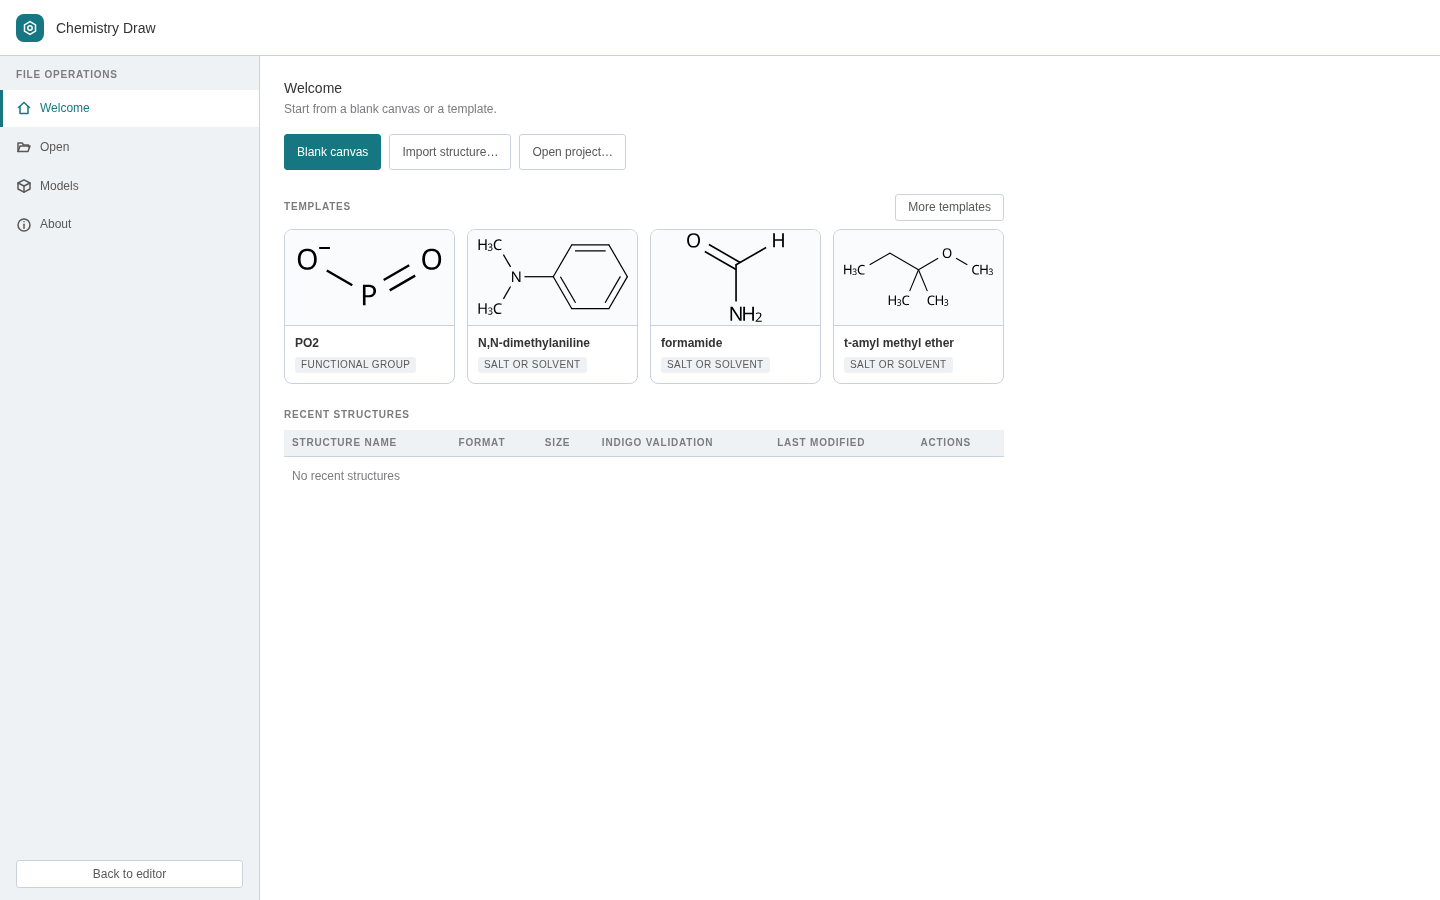 Chemistry Draw
FILE OPERATIONS
Welcome
Open
Models
About
Back to editor
Welcome
Start from a blank canvas or a template.
Blank canvas
Import structure…
Open project…
TEMPLATES
More templates
O⁻
O
P
PO2
FUNCTIONAL GROUP
H₃C
N
H₃C
N,N-dimethylaniline
SALT OR SOLVENT
O
H
NH₂
formamide
SALT OR SOLVENT
O
H₃C
CH₃
H₃C
CH₃
t-amyl methyl ether
SALT OR SOLVENT
RECENT STRUCTURES
STRUCTURE NAME FORMAT SIZE INDIGO VALIDATION LAST MODIFIED ACTIONS
No recent structures